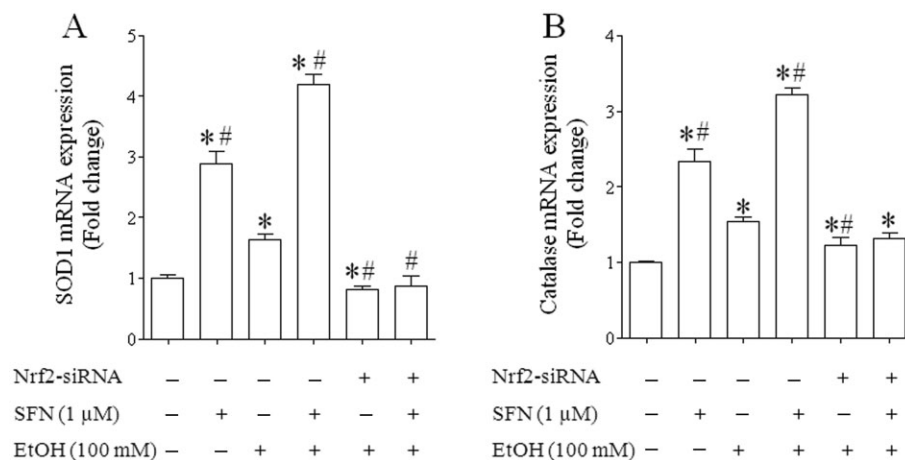 A
SOD1 mRNA expression
(Fold change)
5
4
3
2
1
0
*# 
*
*#
*#
#
Nrf2-siRNA – – – – + +
SFN (1 µM) – + – + – +
EtOH (100 mM) – – + + + +
B
Catalase mRNA expression
(Fold change)
4
3
2
1
0
*#
*
*#
*#
*
Nrf2-siRNA – – – – + +
SFN (1 µM) – + – + – +
EtOH (100 mM) – – + + + +